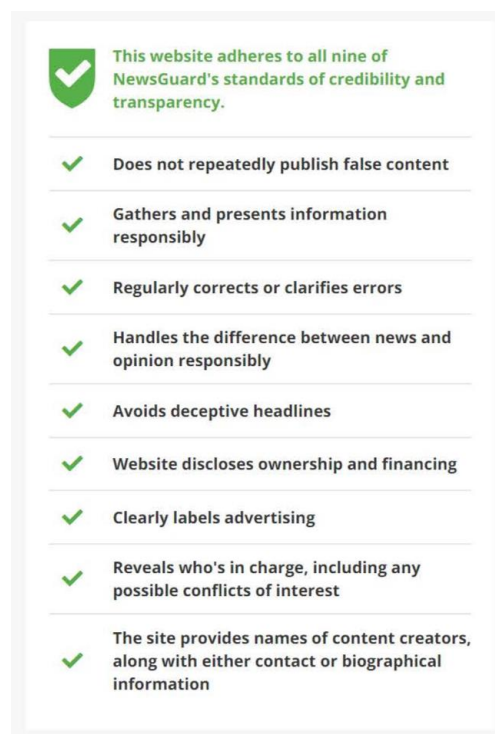 This website adheres to all nine of
NewsGuard's standards of credibility and
transparency.
Does not repeatedly publish false content
Gathers and presents information
responsibly
Regularly corrects or clarifies errors
Handles the difference between news and
opinion responsibly
Avoids deceptive headlines
Website discloses ownership and financing
Clearly labels advertising
Reveals who's in charge, including any
possible conflicts of interest
The site provides names of content creators,
along with either contact or biographical
information